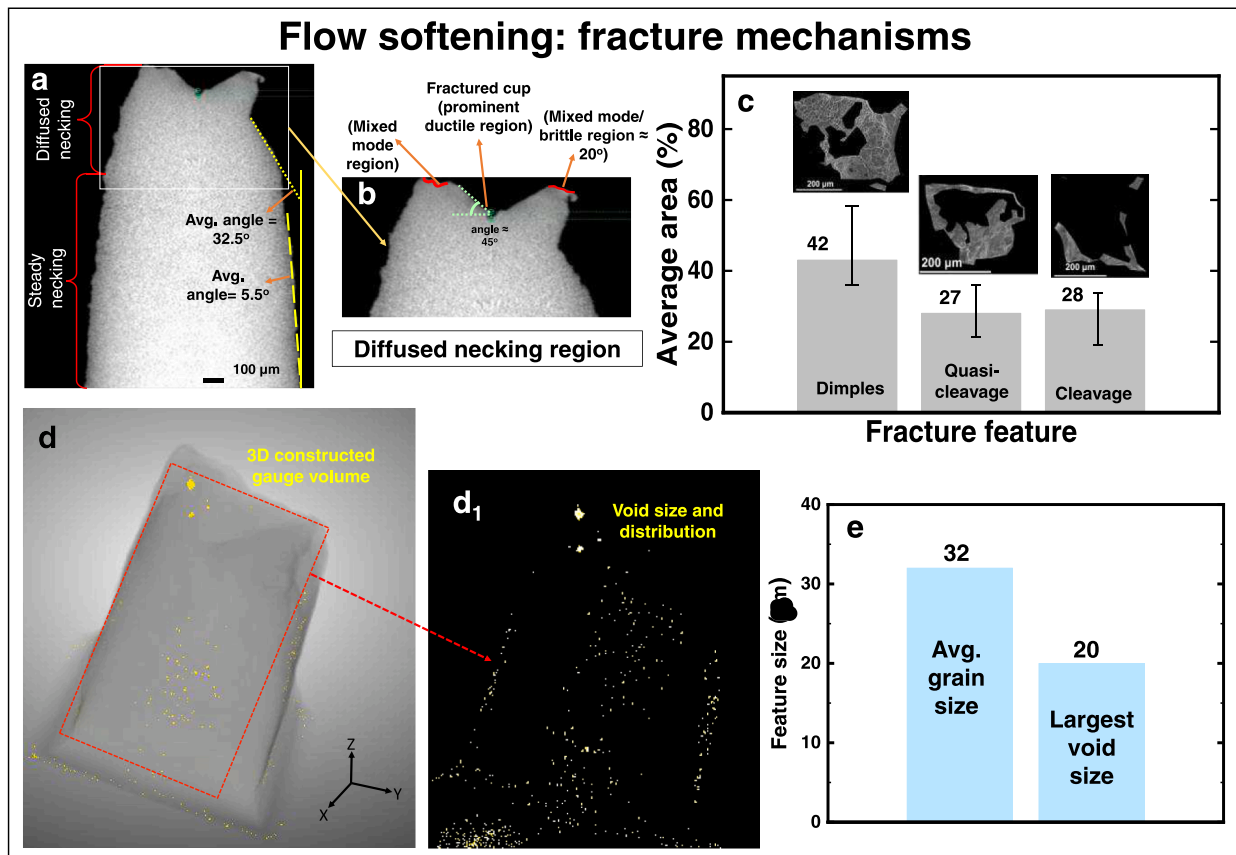 Flow softening: fracture mechanisms
a
Diffused
necking
Steady
necking
Avg. angle =
32.5°
Avg.
angle= 5.5°
100 μm
b
(Mixed
mode
region)
Fractured cup
(prominent
ductile region)
(Mixed mode/
brittle region ≈
20°)
angle ≈
45°
Diffused necking region
c
Average area (%)
80
60
40
20
0
200 μm
200 μm
200 μm
42
27
28
Dimples
Quasi-
cleavage
Cleavage
Fracture feature
d
3D constructed
gauge volume
Z
Y
X
d₁
Void size and
distribution
e
Feature size (m)
40
30
20
10
0
32
20
Avg.
grain
size
Largest
void
size